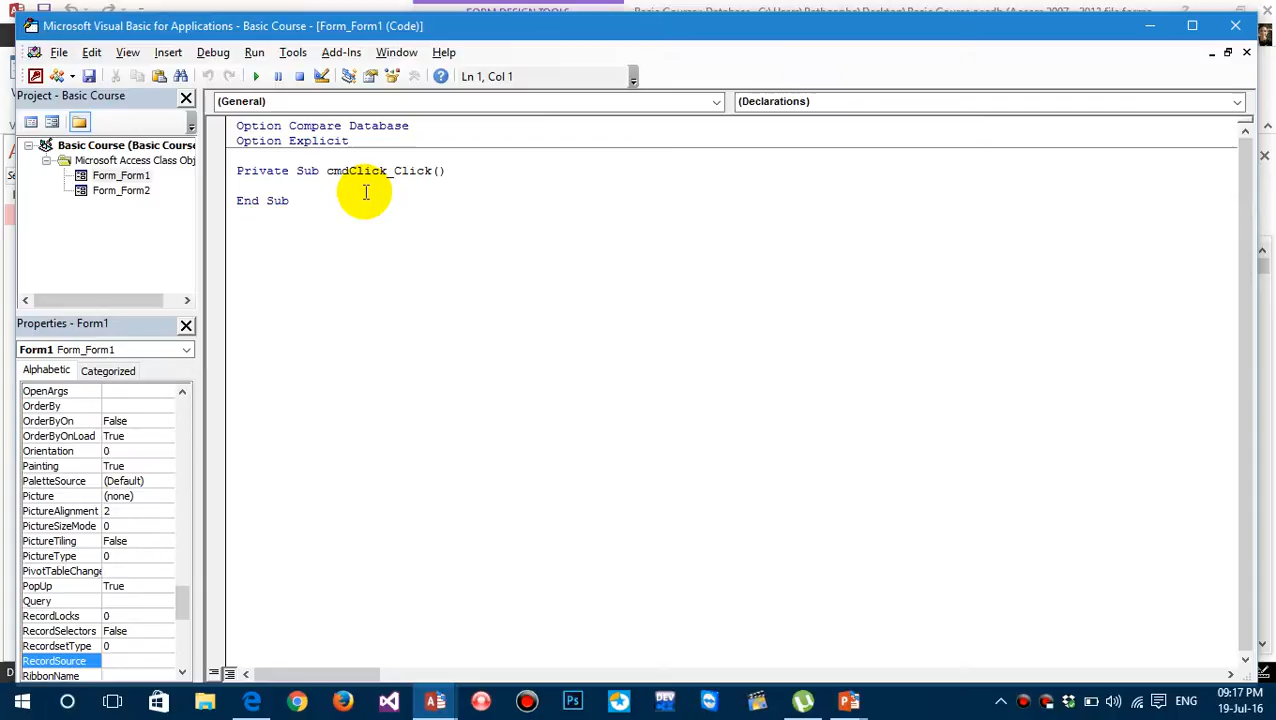 FORM DESIGN TOOLS
Microsoft Visual Basic for Applications - Basic Course - [Form_Form1 (Code)]
File Edit View Insert Debug Run Tools Add-Ins Window Help
Ln 1, Col 1
Project - Basic Course
(General)
(Declarations)
Basic Course (Basic Course
Microsoft Access Class Obj
Form_Form1
Form_Form2
Option Compare Database
Option Explicit
Private Sub cmdClick_Click()
End Sub
Properties - Form1
Form1 Form_Form1
Alphabetic Categorized
OpenArgs
OrderBy
OrderByOn False
OrderByOnLoad True
Orientation 0
Painting True
PaletteSource (Default)
Picture (none)
PictureAlignment 2
PictureSizeMode 0
PictureTiling False
PictureType 0
PivotTableChange
PopUp True
Query
RecordLocks 0
RecordSelectors False
RecordsetType 0
RecordSource
RibbonName
ENG
09:17 PM
19-Jul-16